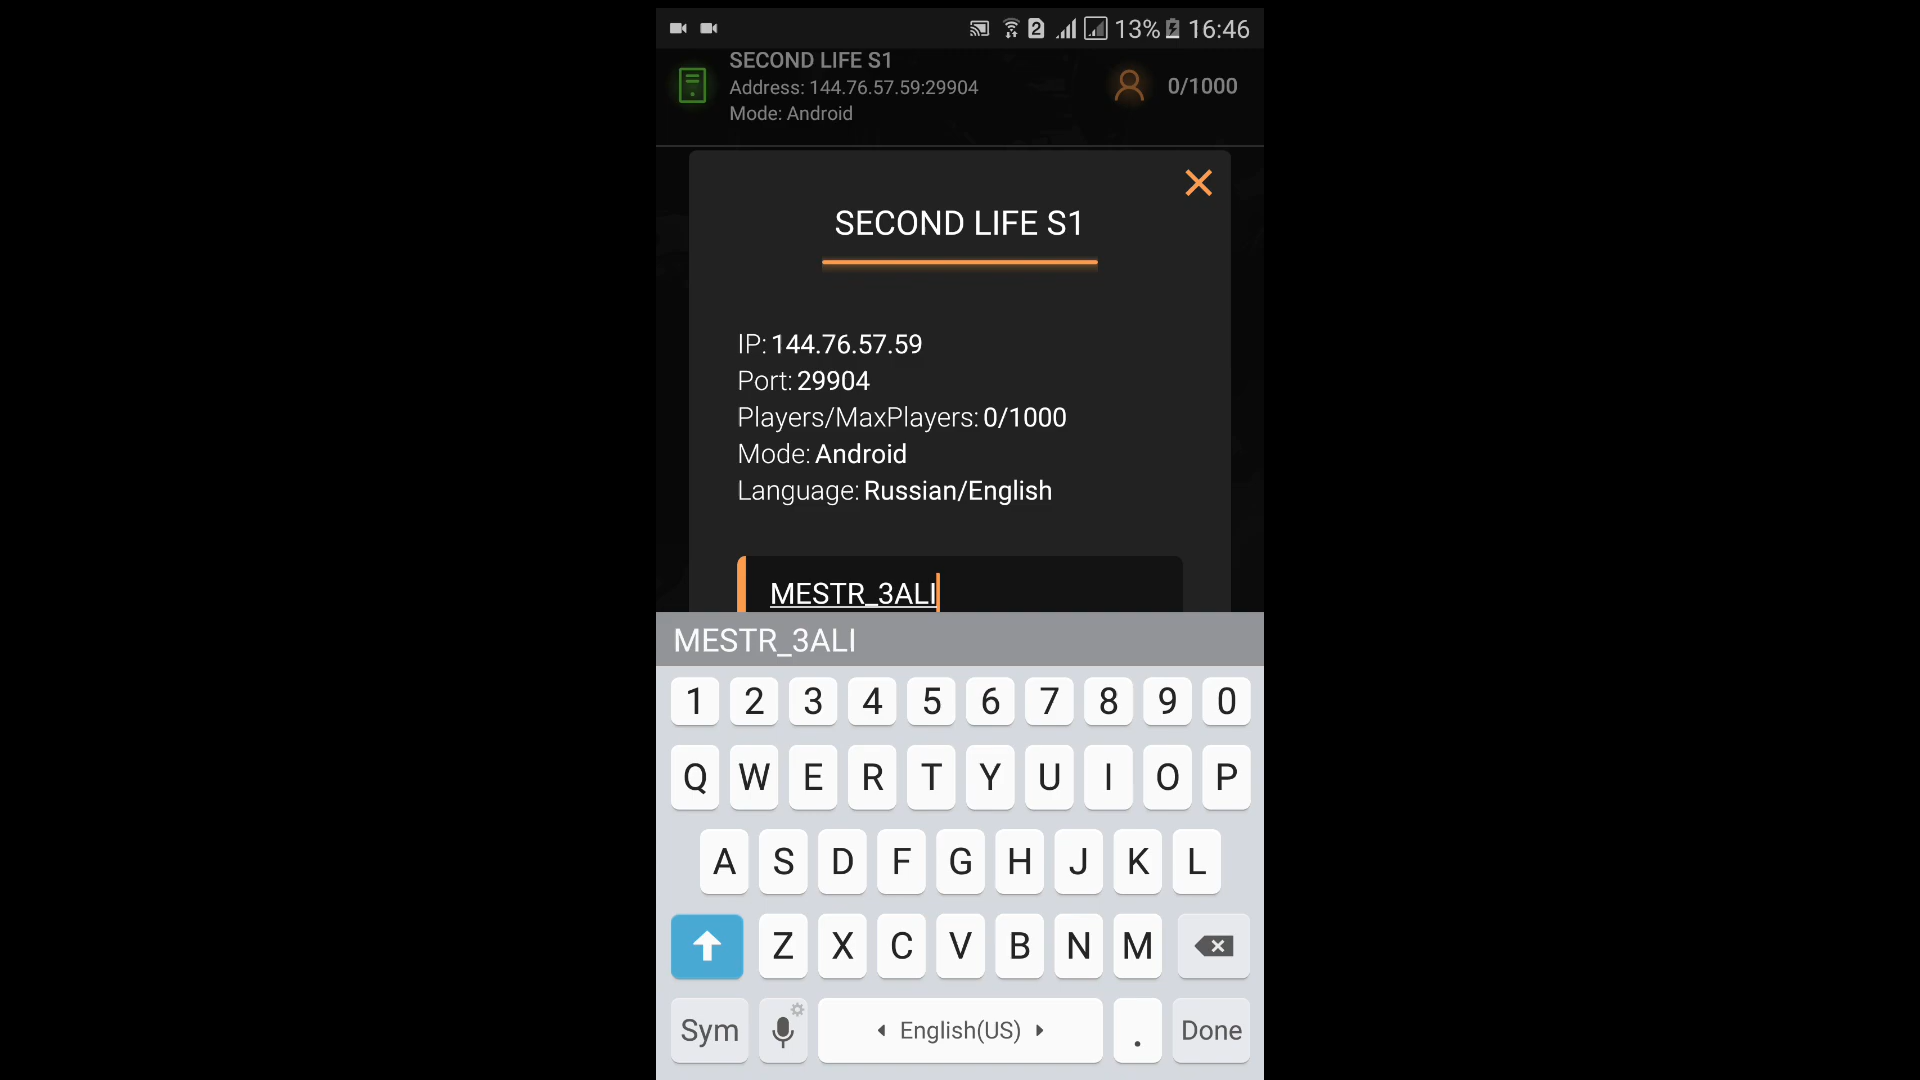 2 13% 16:46
SECOND LIFE S1
Address: 144.76.57.59:29904
0/1000
Mode: Android
SECOND LIFE S1
IP: 144.76.57.59
Port: 29904
Players/MaxPlayers: 0/1000
Mode: Android
Language: Russian/English
MESTR_3ALI
MESTR_3ALI
1 2 3 4 5 6 7 8 9 0
Q W E R T Y U I O P
A S D F G H J K L
Z X C V B N M
Sym English(US) . Done